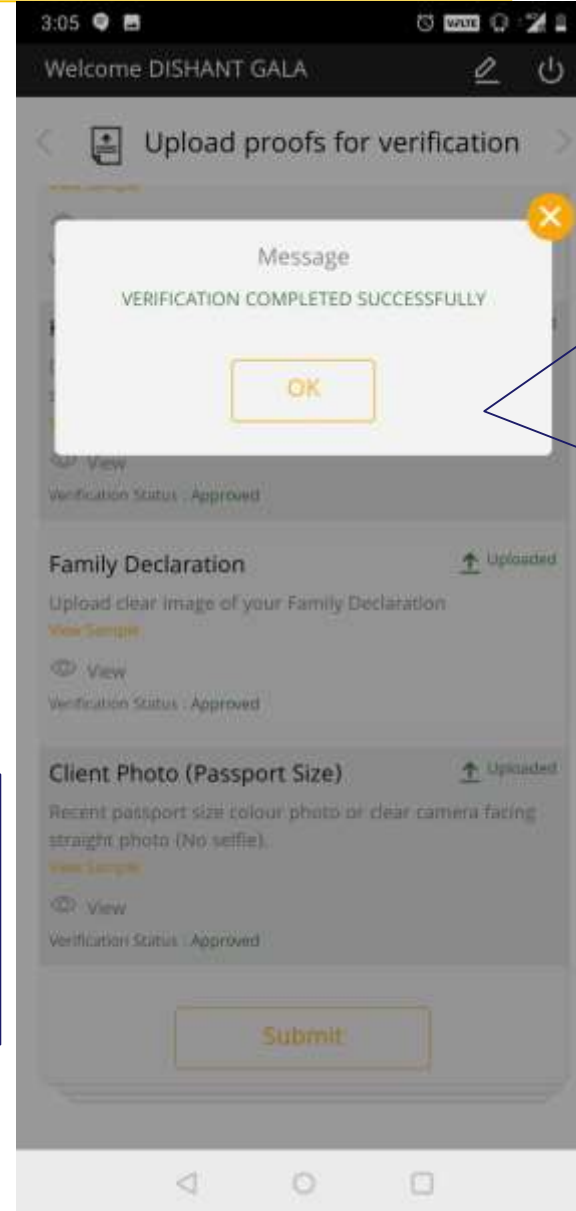 3:05
Welcome DISHANT GALA
Upload proofs for verification
Message
VERIFICATION COMPLETED SUCCESSFULLY
OK
View
Verification Status : Approved
Family Declaration
Uploaded
Upload clear image of your Family Declaration
View Sample
View
Verification Status : Approved
Client Photo (Passport Size)
Uploaded
Recent passport size colour photo or clear camera facing
straight photo (No selfie).
View Sample
View
Verification Status : Approved
Submit